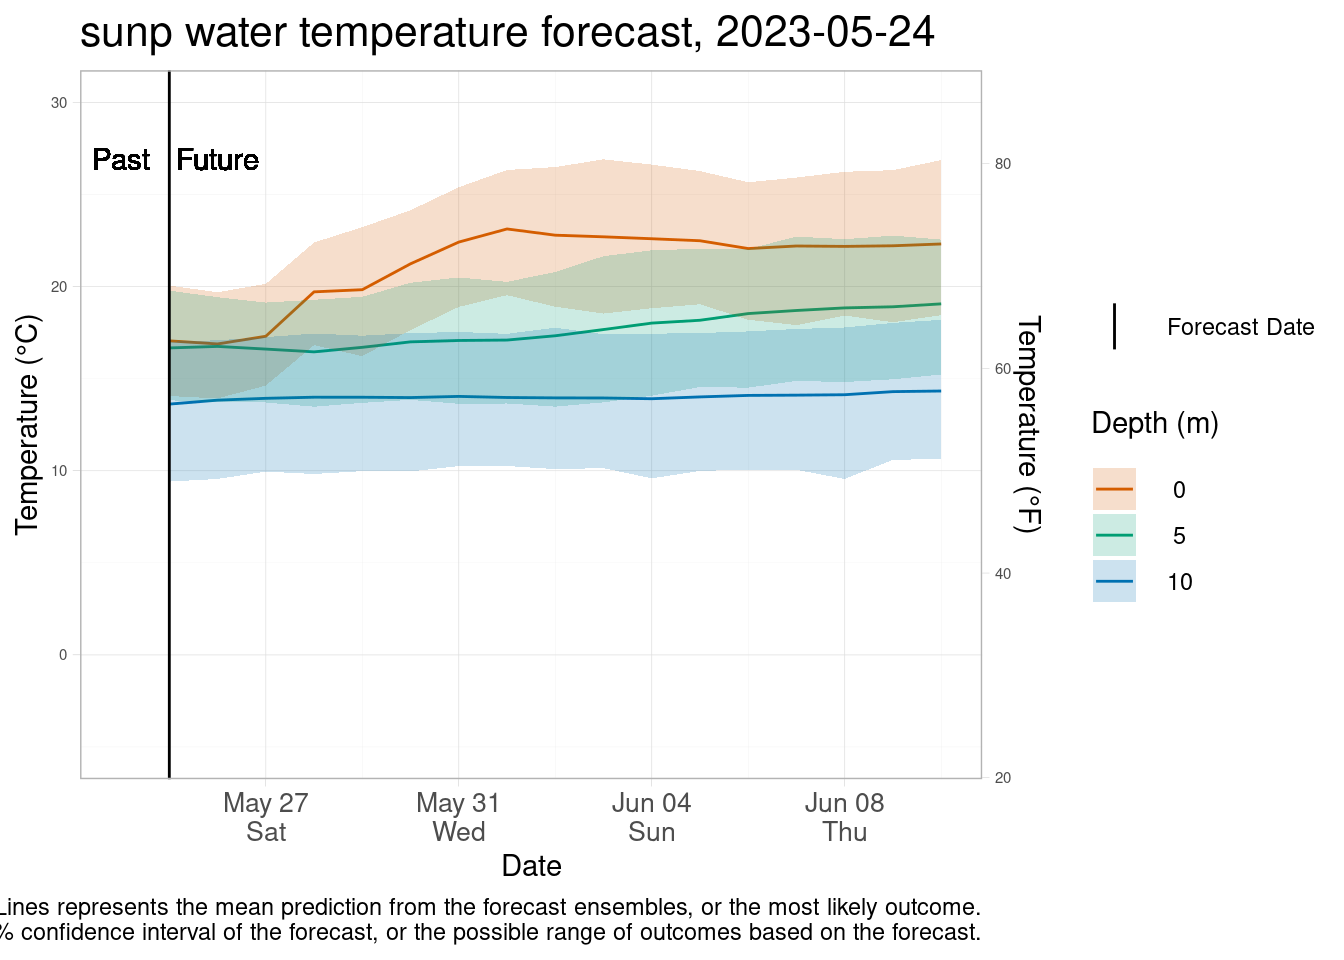 sunp water temperature forecast, 2023-05-24
30
20
10
0
Temperature (°C)
Past
Future
80
60
40
20
Temperature (°F)
May 27
Sat
May 31
Wed
Jun 04
Sun
Jun 08
Thu
Date
Forecast Date
Depth (m)
0
5
10
Lines represents the mean prediction from the forecast ensembles, or the most likely outcome.
% confidence interval of the forecast, or the possible range of outcomes based on the forecast.